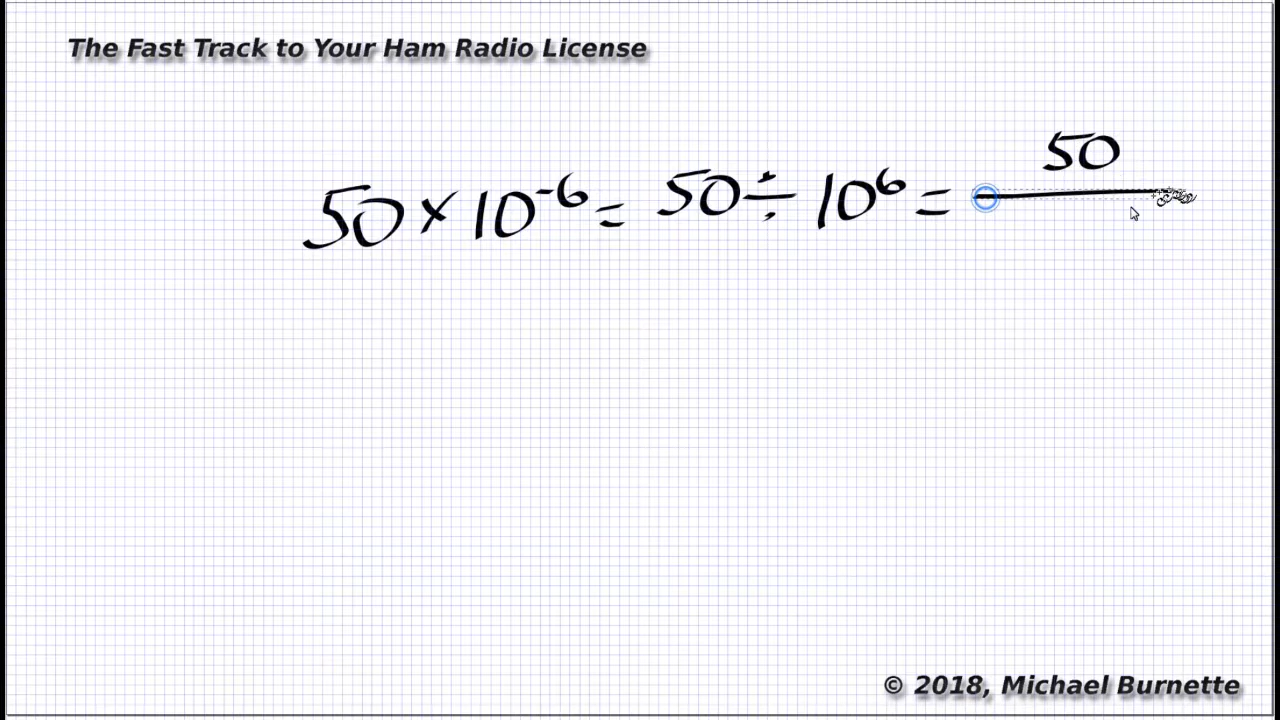 The Fast Track to Your Ham Radio License
50 × 10⁻⁶ = 50 ÷ 10⁶ = 50
© 2018, Michael Burnette